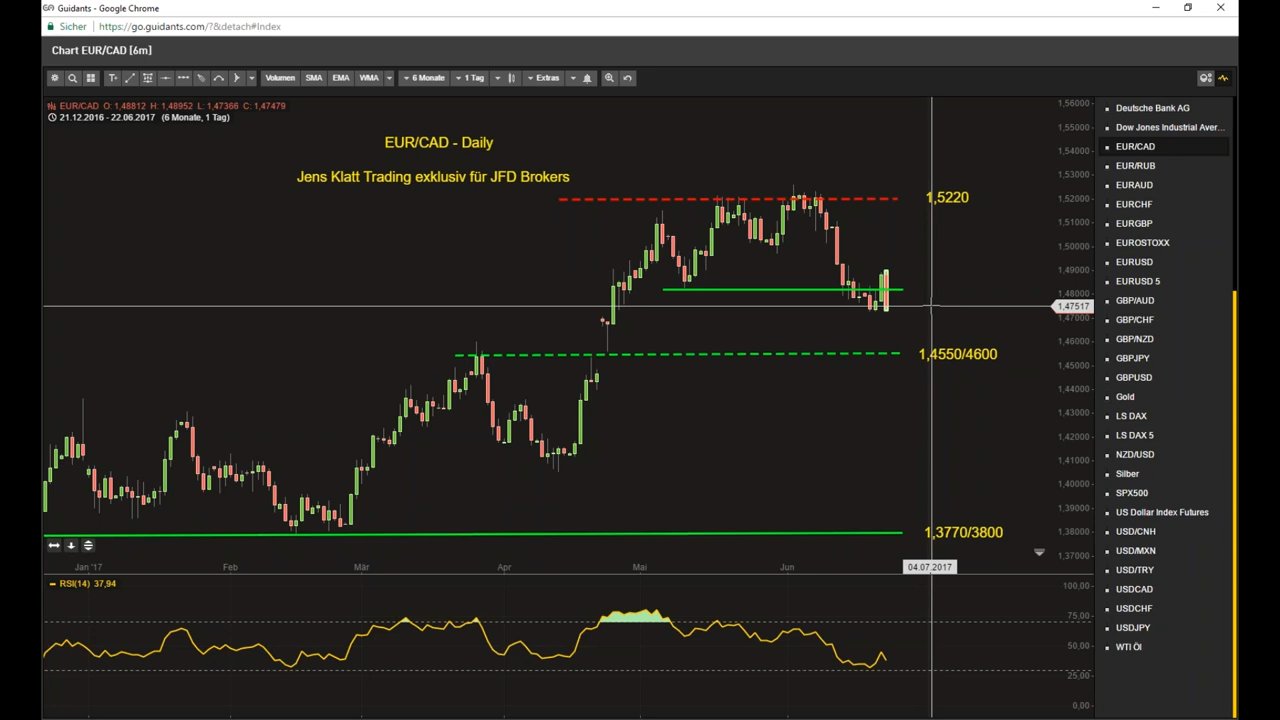 Guidants - Google Chrome
Sicher https://go.guidants.com/?&detach#Index
Chart EUR/CAD [6m]
Volumen SMA EMA WMA 6 Monate 1 Tag Extras
EUR/CAD O: 1,48812 H: 1,48952 L: 1,47366 C: 1,47479
21.12.2016 - 22.06.2017 (6 Monate, 1 Tag)
EUR/CAD - Daily
Jens Klatt Trading exklusiv für JFD Brokers
1,5220
1,4550/4600
1,3770/3800
1,56000
1,55000
1,54000
1,53000
1,52000
1,51000
1,50000
1,49000
1,48000
1,47517
1,47000
1,46000
1,45000
1,44000
1,43000
1,42000
1,41000
1,40000
1,39000
1,38000
1,37000
Jan '17 Feb Mär Apr Mai Jun 04.07.2017
RSI(14) 37,94
100,00
75,00
50,00
25,00
0,00
Deutsche Bank AG
Dow Jones Industrial Aver...
EUR/CAD
EUR/RUB
EURAUD
EURCHF
EURGBP
EUROSTOXX
EURUSD
EURUSD 5
GBP/AUD
GBP/CHF
GBP/NZD
GBPJPY
GBPUSD
Gold
LS DAX
LS DAX 5
NZD/USD
Silber
SPX500
US Dollar Index Futures
USD/CNH
USD/MXN
USD/TRY
USDCAD
USDCHF
USDJPY
WTI Öl